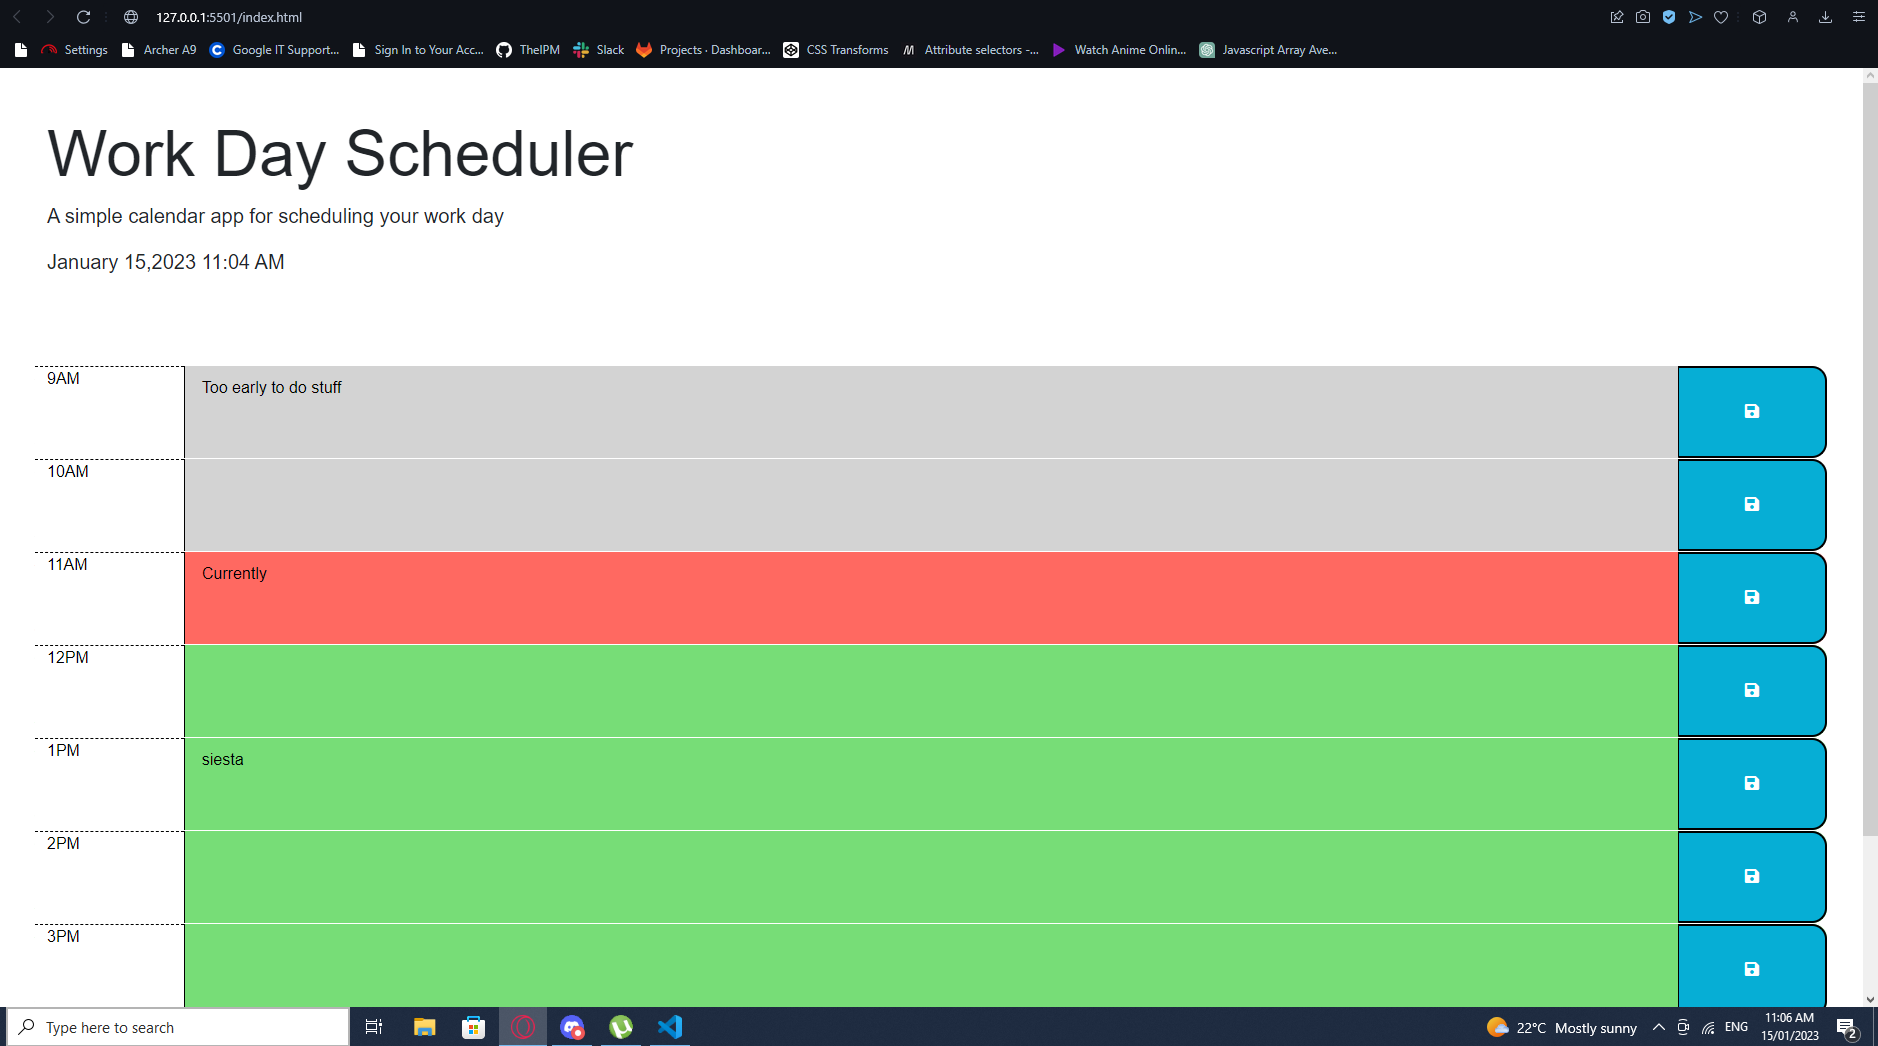 127.0.0.1:5501/index.html
Settings Archer A9 Google IT Support... Sign In to Your Acc... TheIPM Slack Projects · Dashboar... CSS Transforms Attribute selectors -... Watch Anime Onlin... Javascript Array Ave...
Work Day Scheduler
A simple calendar app for scheduling your work day
January 15,2023 11:04 AM
9AM Too early to do stuff
10AM
11AM Currently
12PM
1PM siesta
2PM
3PM
Type here to search 22°C Mostly sunny ENG 11:06 AM
15/01/2023 2